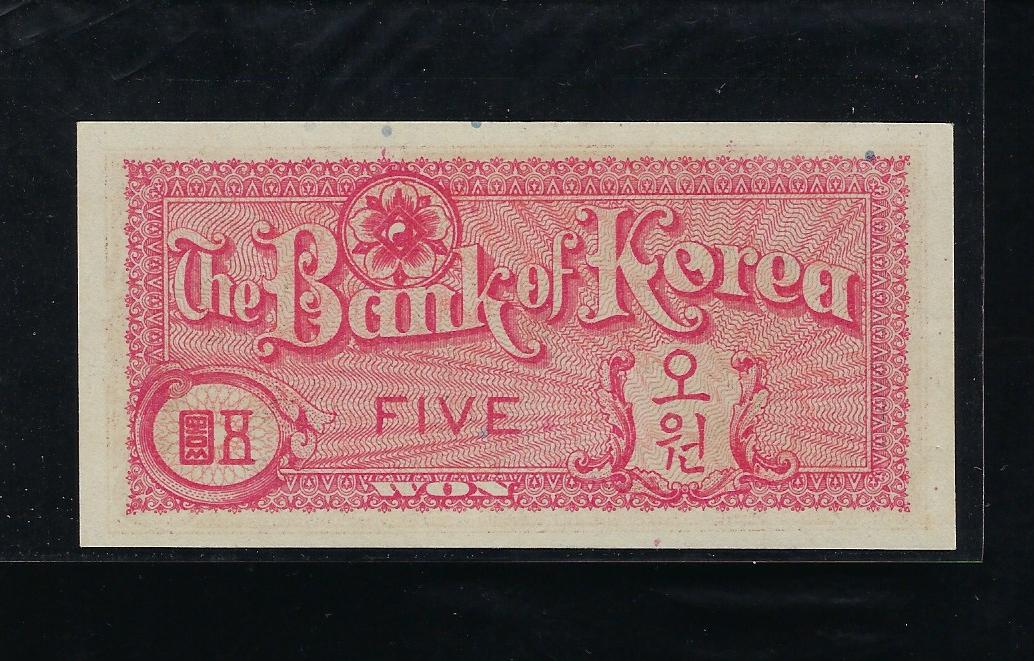 The Bank of Korea
圓五
FIVE
오
원
WON